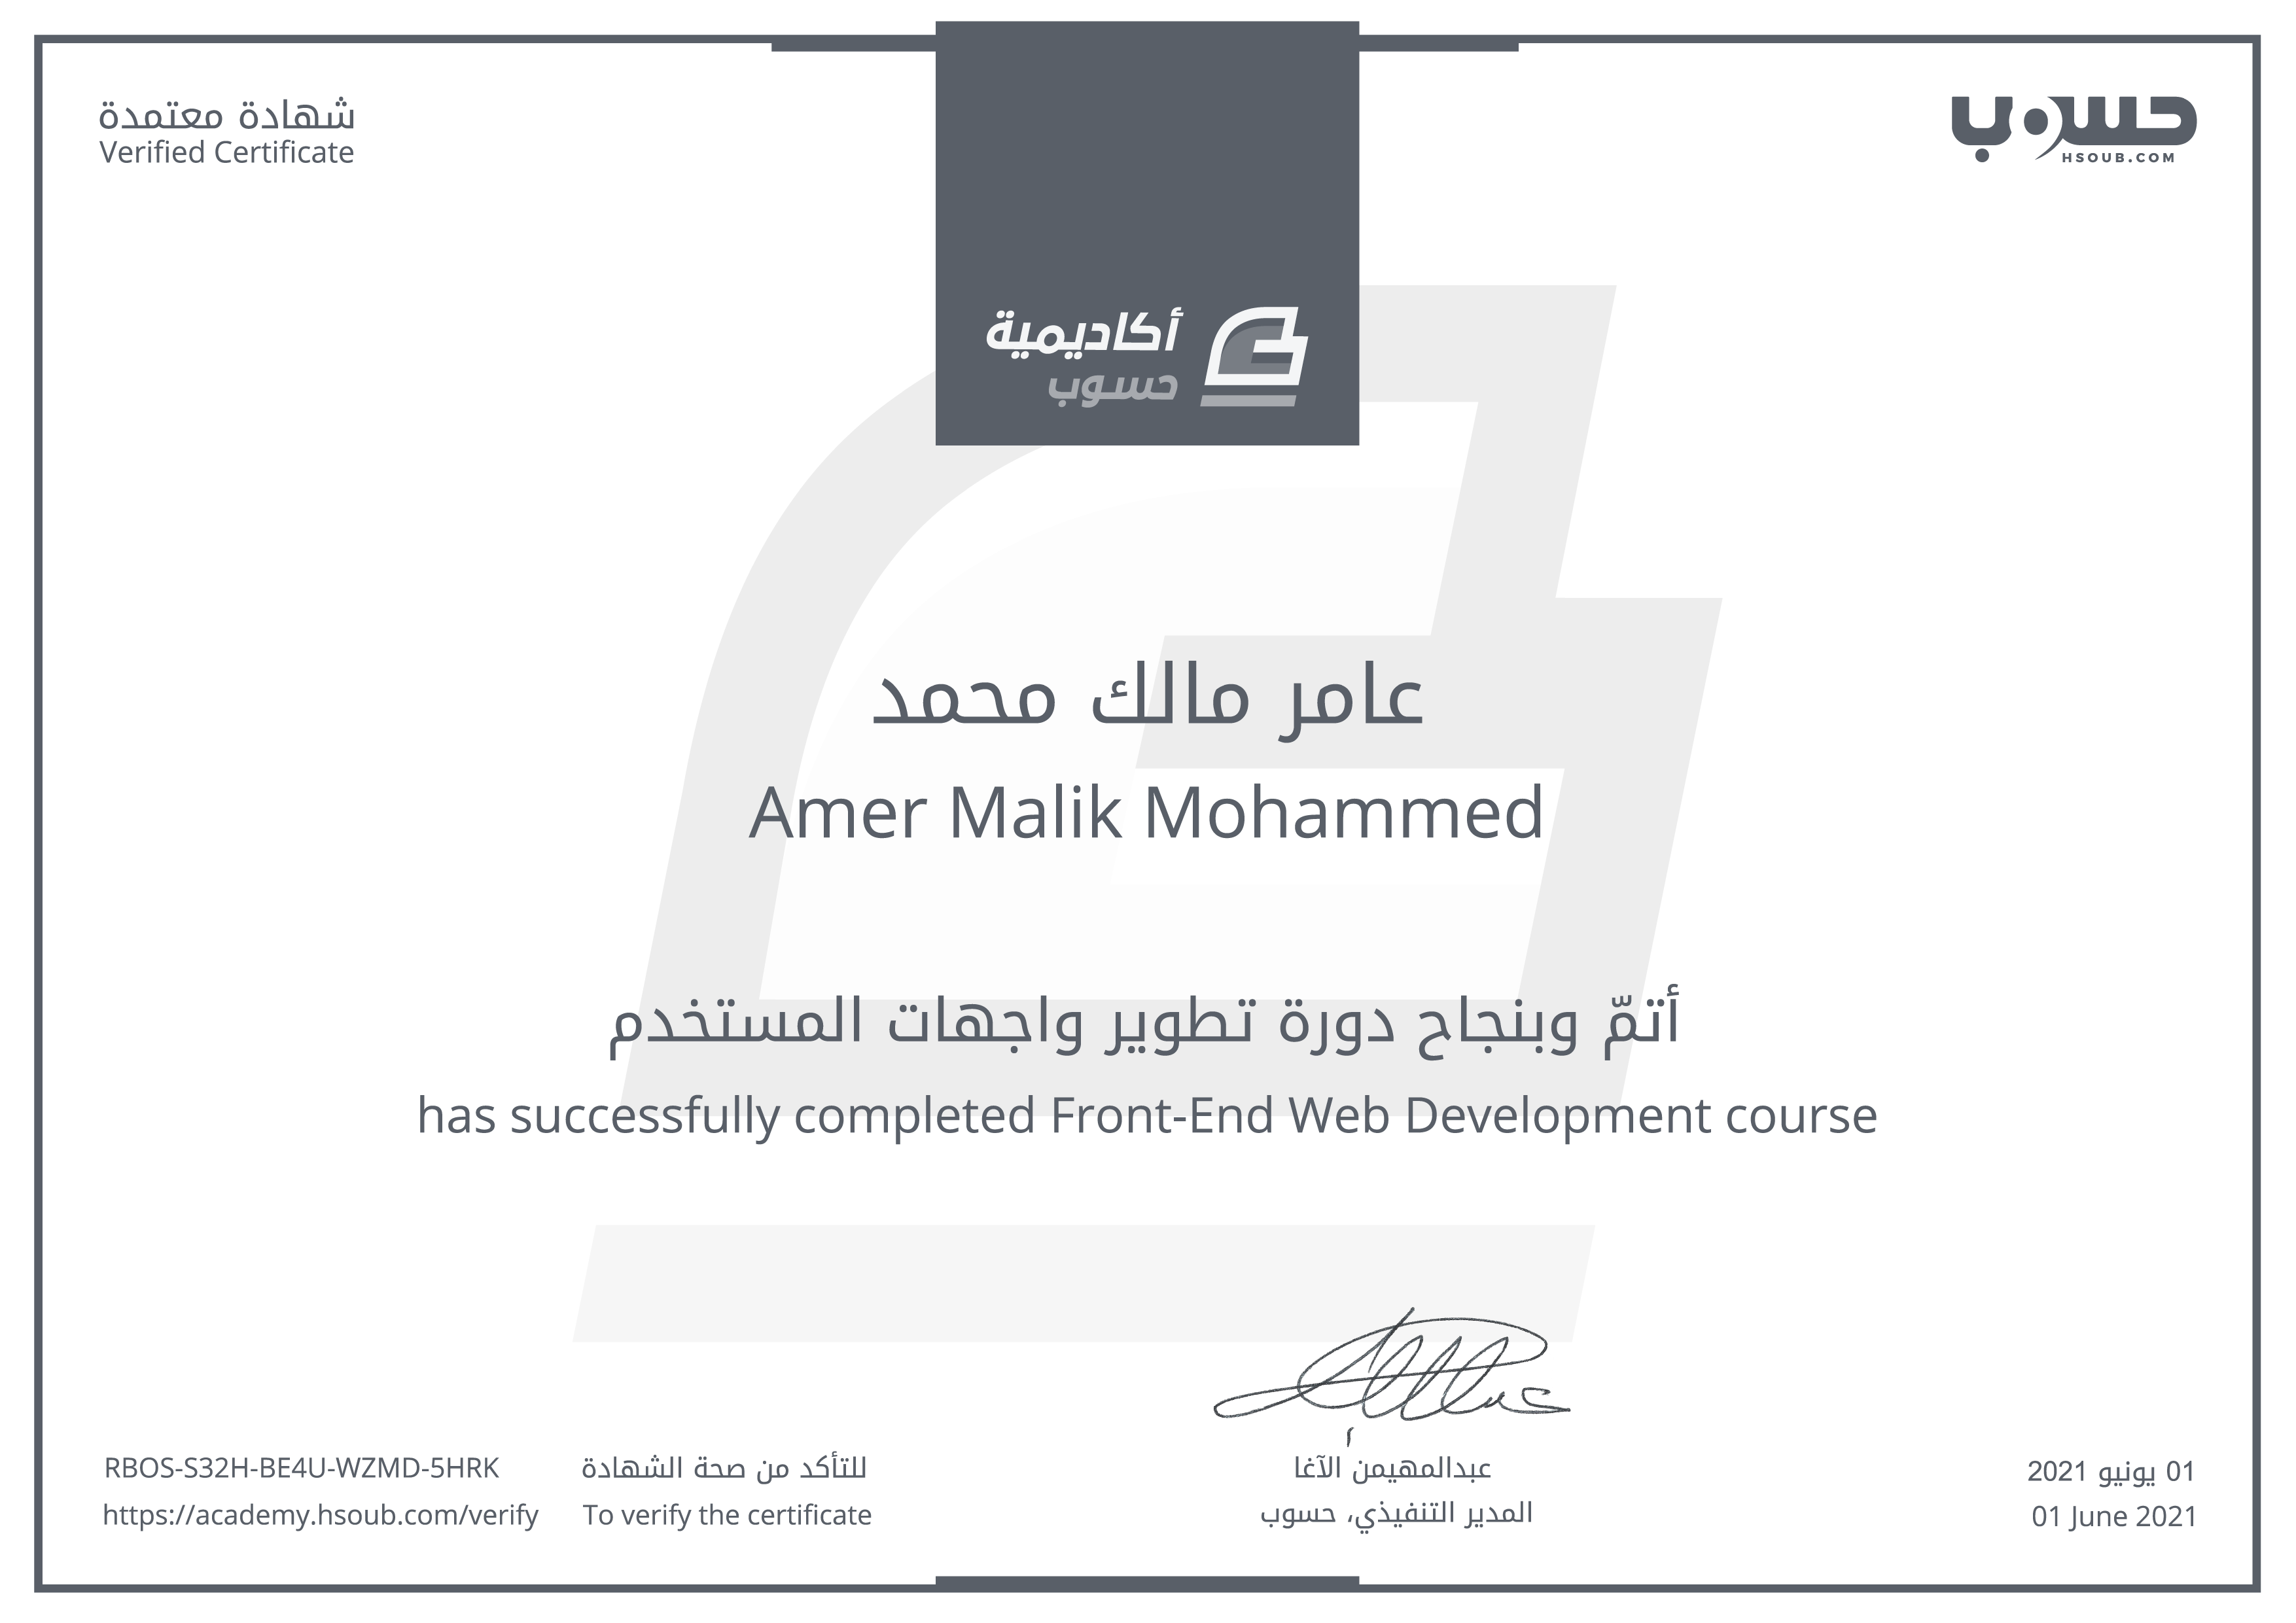 شهادة معتمدة
Verified Certificate
حسوب
HSOUB.COM
أكاديمية
حسوب
عامر مالك محمد
Amer Malik Mohammed
أتمّ وبنجاح دورة تطوير واجهات المستخدم
has successfully completed Front-End Web Development course
RBOS-S32H-BE4U-WZMD-5HRK
https://academy.hsoub.com/verify
للتأكد من صحة الشهادة
To verify the certificate
عبدالمهيمن الآغا
المدير التنفيذي، حسوب
01 يونيو 2021
01 June 2021